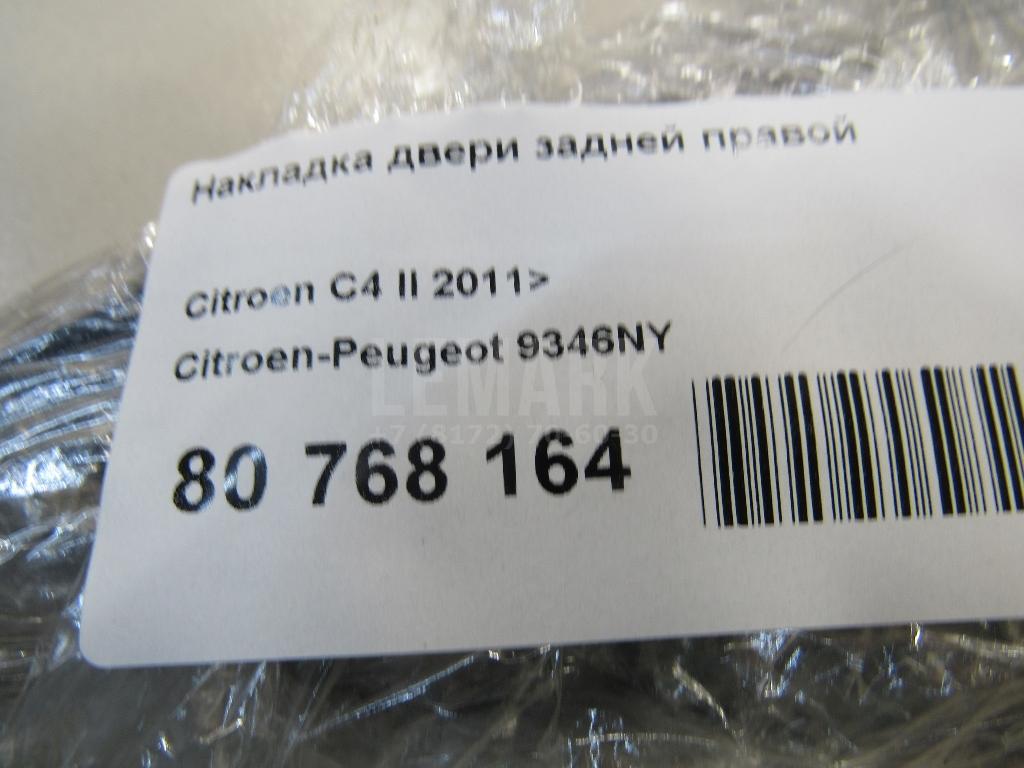 Накладка двери задней правой
Citroen C4 II 2011>
Citroen-Peugeot 9346NY
LEMARK
80 768 164